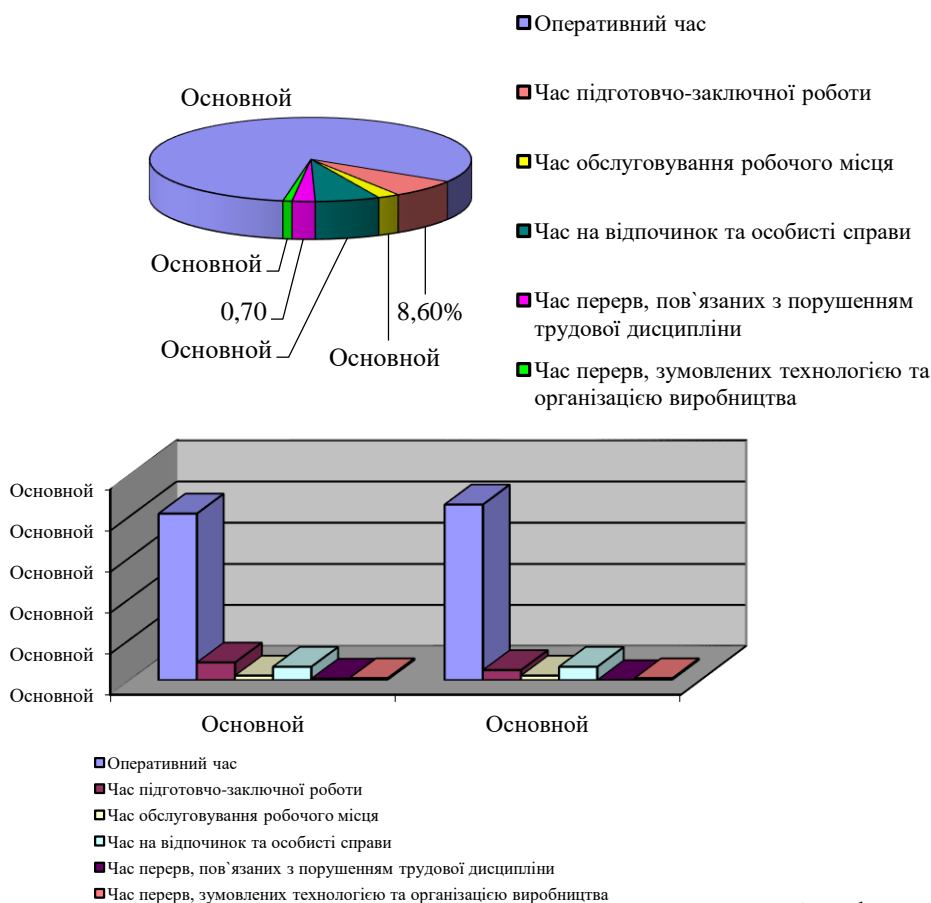 Оперативний час
Час підготовчо-заключної роботи
Час обслуговування робочого місця
Час на відпочинок та особисті справи
Час перерв, пов`язаних з порушенням
трудової дисципліни
Час перерв, зумовлених технологією та
організацією виробництва
Основной
Основной
0,70
8,60%
Основной
Основной
Основной
Основной
Основной
Основной
Основной
Основной
Основной
Основной
Оперативний час
Час підготовчо-заключної роботи
Час обслуговування робочого місця
Час на відпочинок та особисті справи
Час перерв, пов`язаних з порушенням трудової дисципліни
Час перерв, зумовлених технологією та організацією виробництва